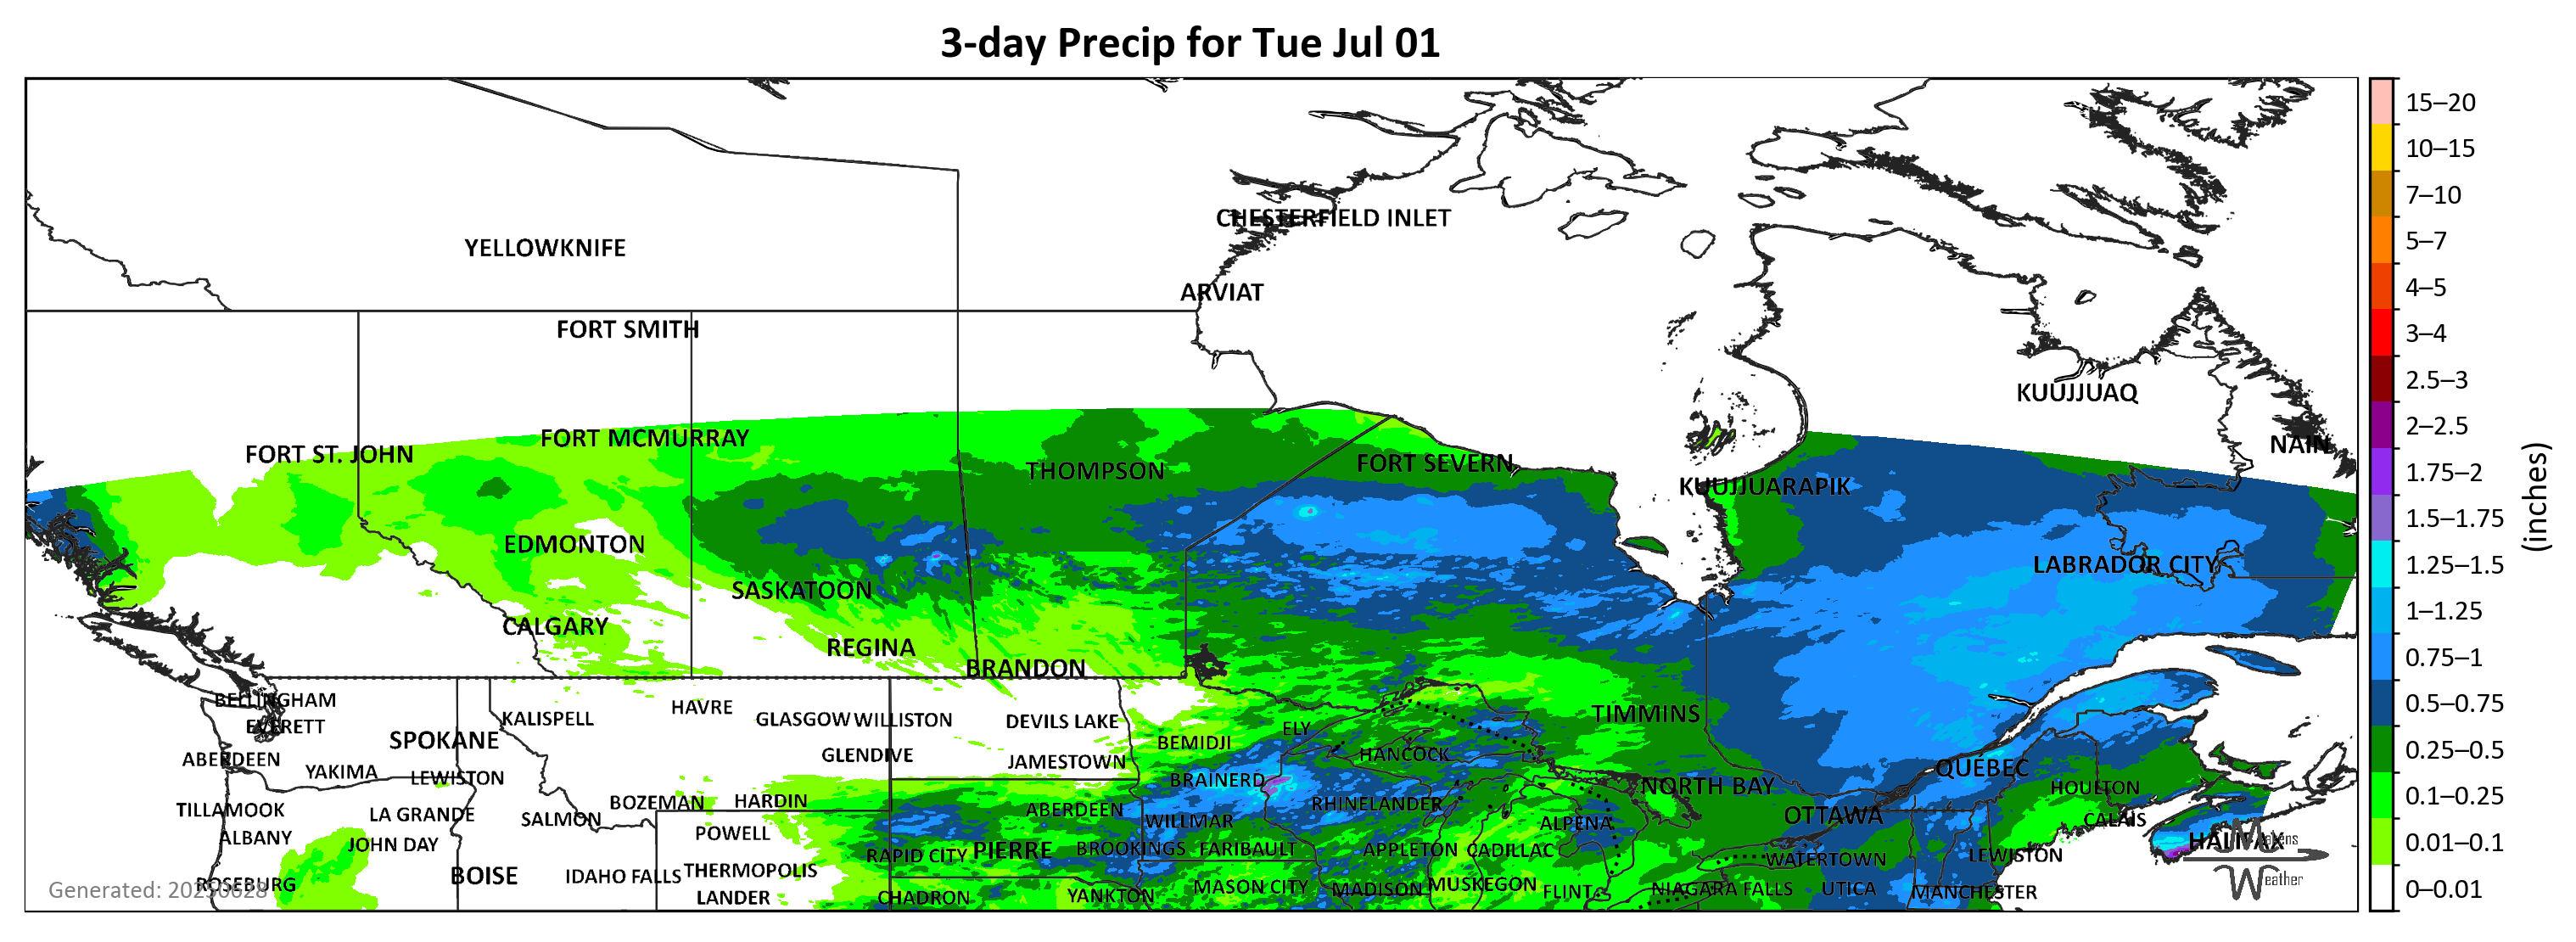 3-day Precip for Tue Jul 01
CHESTERFIELD INLET
YELLOWKNIFE
ARVIAT
FORT SMITH
KUUJJUAQ
FORT MCMURRAY
NAIN
FORT ST. JOHN
FORT SEVERN
THOMPSON
KUUJJUARAPIK
EDMONTON
LABRADOR CITY
SASKATOON
CALGARY
REGINA
BRANDON
BELLINGHAM
HAVRE
TIMMINS
KALISPELL
GLASGOW WILLISTON
DEVILS LAKE
EVERETT
ELY
SPOKANE
BEMIDJI
GLENDIVE
HANCOCK
ABERDEEN
JAMESTOWN
QUÉBEC
YAKIMA
LEWISTON
BRAINERD
NORTH BAY
HOULTON
BOZEMAN
HARDIN
RHINELANDER
TILLAMOOK
LA GRANDE
ABERDEEN
SALMON
WILLMAR
ALPENA
OTTAWA
CALAIS
ALBANY
JOHN DAY
POWELL
HALIFAX
RAPID CITY
PIERRE
BROOKINGS
FARIBAULT
APPLETON
CADILLAC
WATERTOWN
LEWISTON
BOISE
IDAHO FALLS
THERMOPOLIS
ROSEBURG
MASON CITY
MADISON
MUSKEGON
FLINT
NIAGARA FALLS
UTICA
MANCHESTER
LANDER
CHADRON
YANKTON
Generated: 20250628
Weather
15–20
10–15
7–10
5–7
4–5
3–4
2.5–3
2–2.5
1.75–2
1.5–1.75
1.25–1.5
1–1.25
0.75–1
0.5–0.75
0.25–0.5
0.1–0.25
0.01–0.1
0–0.01
(inches)